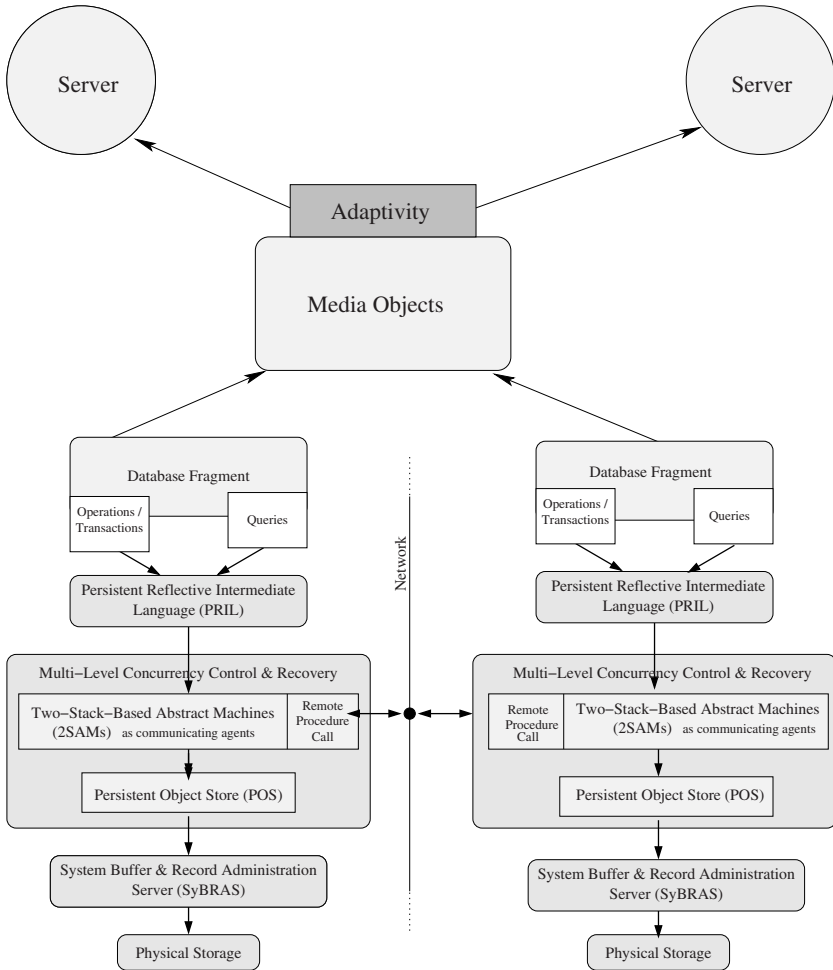 Server
Server
Adaptivity
Media Objects
Database Fragment
Operations /
Transactions
Queries
Persistent Reflective Intermediate
Language (PRIL)
Multi−Level Concurrency Control & Recovery
Two−Stack−Based Abstract Machines
(2SAMs) as communicating agents
Remote
Procedure
Call
Persistent Object Store (POS)
System Buffer & Record Administration
Server (SyBRAS)
Physical Storage
Network
Database Fragment
Operations /
Transactions
Queries
Persistent Reflective Intermediate
Language (PRIL)
Multi−Level Concurrency Control & Recovery
Remote
Procedure
Call
Two−Stack−Based Abstract Machines
(2SAMs) as communicating agents
Persistent Object Store (POS)
System Buffer & Record Administration
Server (SyBRAS)
Physical Storage